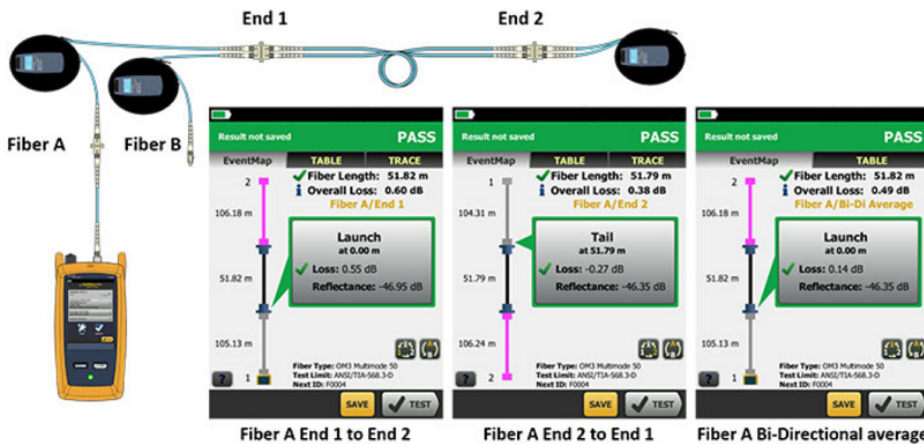 End 1
End 2
Fiber A
Fiber B
Result not saved
PASS
EventMap
TABLE
TRACE
Fiber Length: 51.82 m
Overall Loss: 0.60 dB
Fiber A/End 1
2
106.18 m
Launch
at 0.00 m
Loss: 0.55 dB
Reflectance: -46.95 dB
51.82 m
105.13 m
1
Fiber Type: OM3 Multimode 50
Test Limit: ANSI/TIA-568.3-D
Next ID: F0004
?
SAVE
TEST
Fiber A End 1 to End 2
Result not saved
PASS
EventMap
TABLE
TRACE
Fiber Length: 51.79 m
Overall Loss: 0.38 dB
Fiber A/End 2
1
104.31 m
Tail
at 51.79 m
Loss: -0.27 dB
Reflectance: -46.35 dB
51.79 m
106.24 m
2
Fiber Type: OM3 Multimode 50
Test Limit: ANSI/TIA-568.3-D
Next ID: F0004
SAVE
TEST
Fiber A End 2 to End 1
Result not saved
PASS
EventMap
TABLE
Fiber Length: 51.82 m
Overall Loss: 0.49 dB
Fiber A/Bi-Di Average
2
106.18 m
Launch
at 0.00 m
Loss: 0.14 dB
Reflectance: -46.35 dB
51.82 m
105.13 m
1
Fiber Type: OM3 Multimode 50
Test Limit: ANSI/TIA-568.3-D
Next ID: F0004
?
SAVE
TEST
Fiber A Bi-Directional average